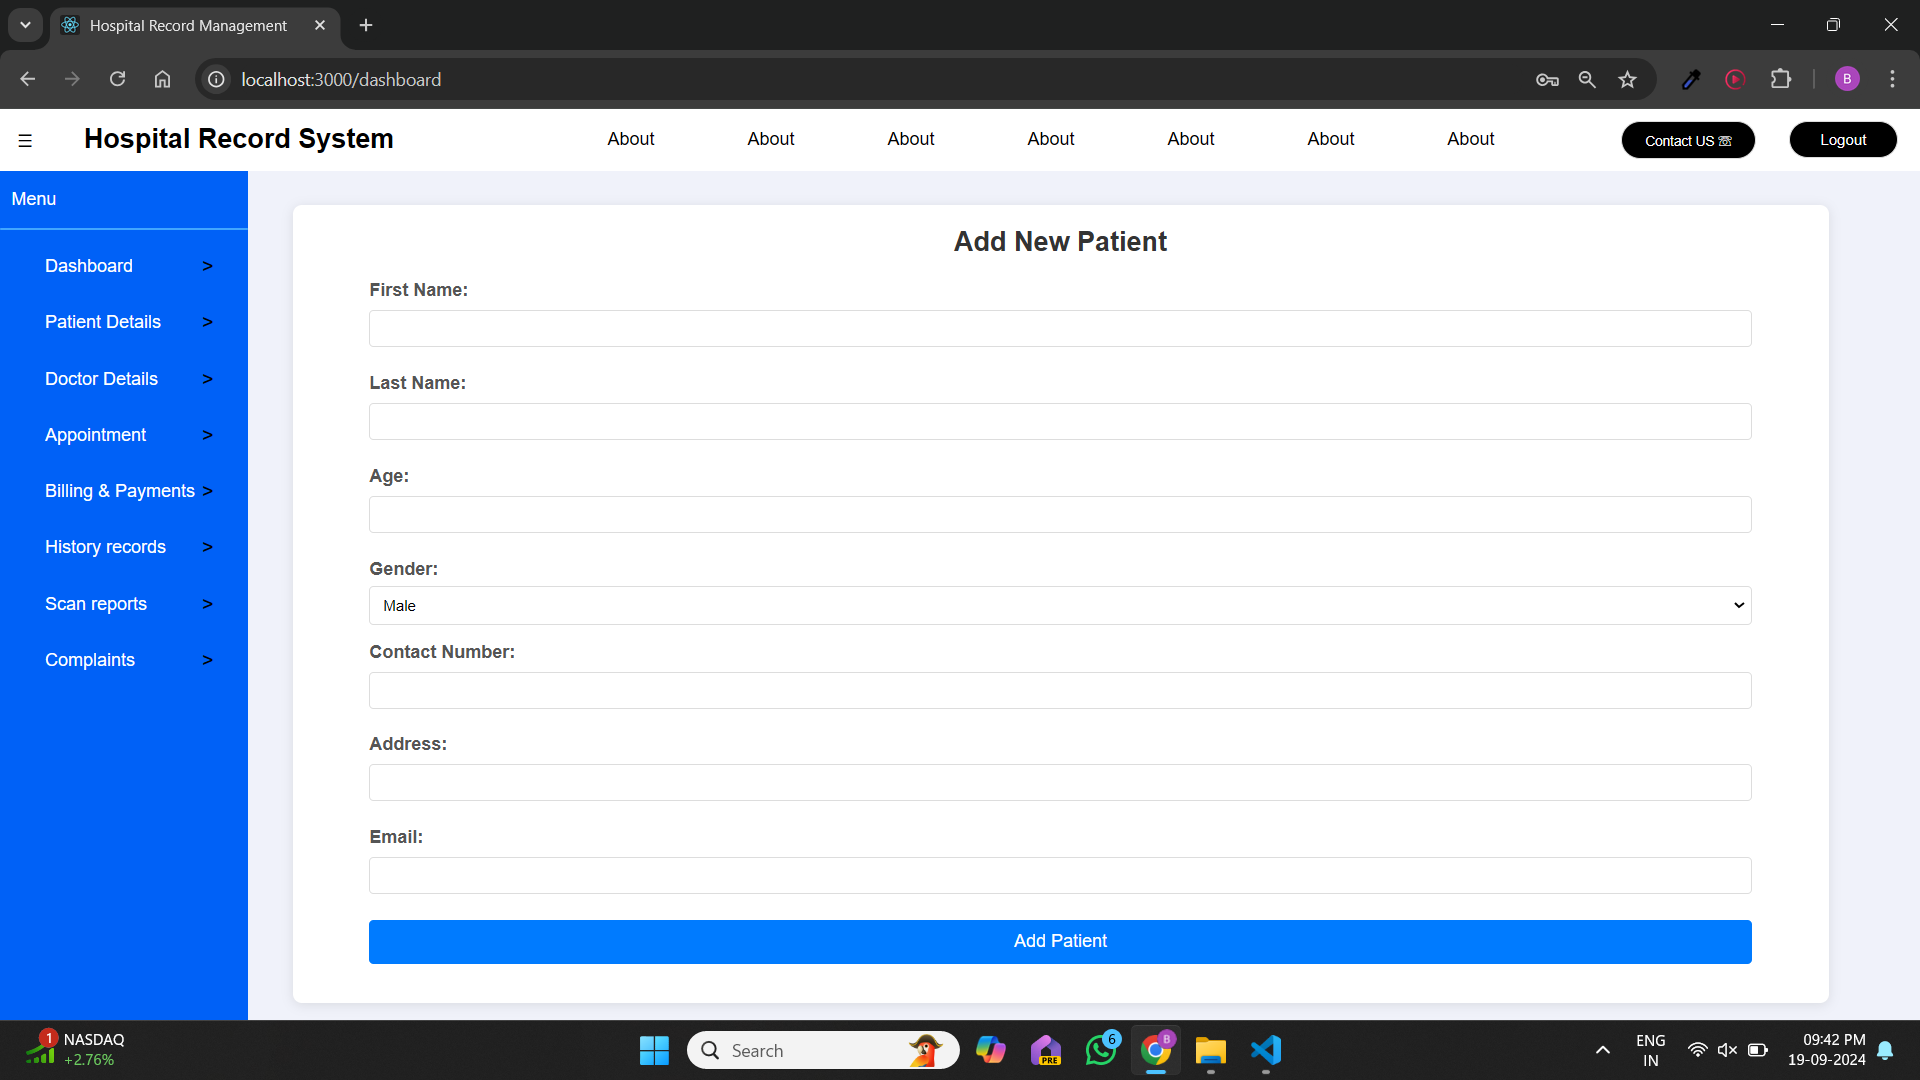 Hospital Record Management
localhost:3000/dashboard
B
Hospital Record System
About About About About About About About
Contact US ☏
Logout
Menu
Dashboard >
Patient Details >
Doctor Details >
Appointment >
Billing & Payments >
History records >
Scan reports >
Complaints >
Add New Patient
First Name:
Last Name:
Age:
Gender:
Male
Contact Number:
Address:
Email:
Add Patient
1
NASDAQ
+2.76%
Search
PRE
6
B
ENG
IN
09:42 PM
19-09-2024